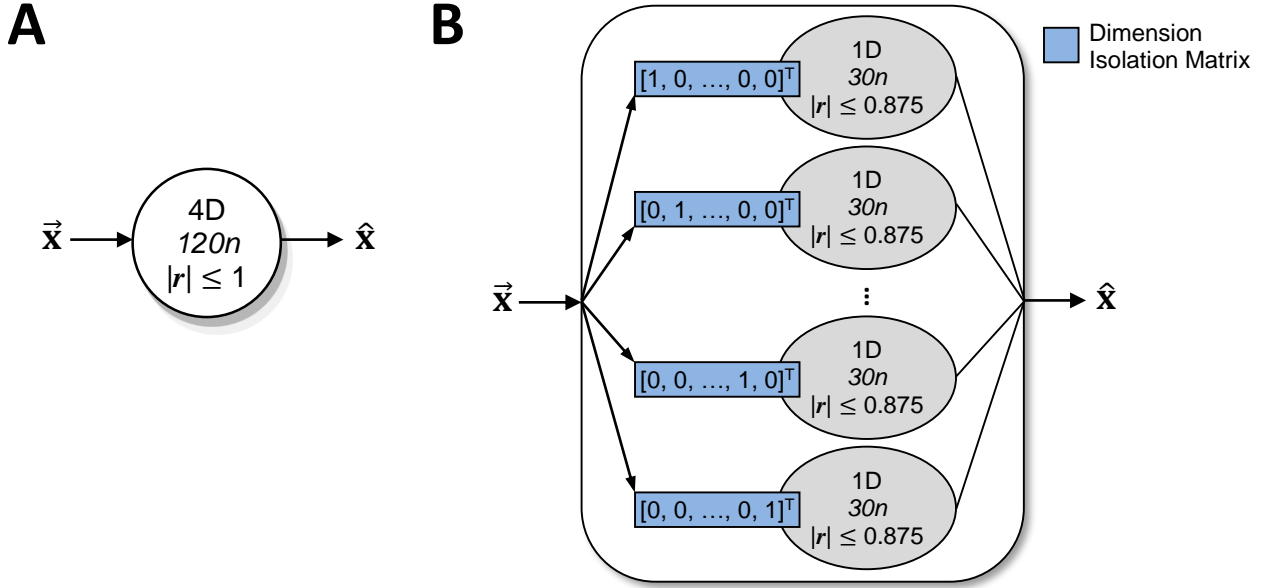 A
4D
120n
|r| ≤ 1
x⃗
x̂
B
Dimension
Isolation Matrix
[1, 0, ..., 0, 0]ᵀ
1D
30n
|r| ≤ 0.875
[0, 1, ..., 0, 0]ᵀ
1D
30n
|r| ≤ 0.875
x⃗
⋮
x̂
[0, 0, ..., 1, 0]ᵀ
1D
30n
|r| ≤ 0.875
[0, 0, ..., 0, 1]ᵀ
1D
30n
|r| ≤ 0.875